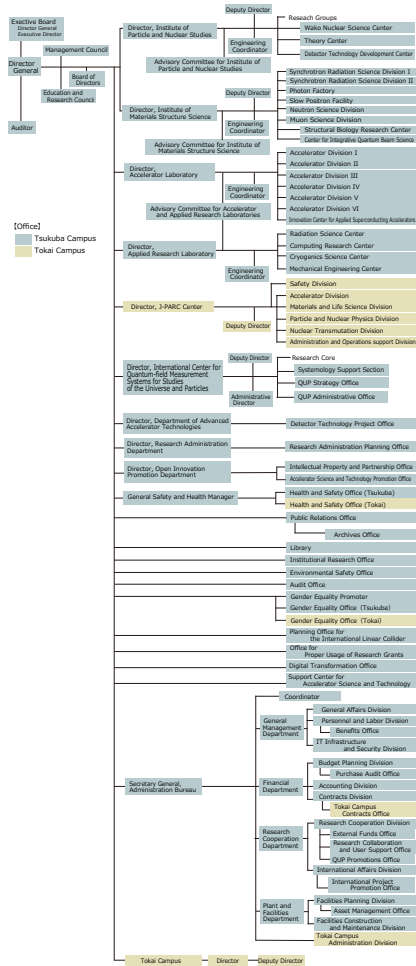 Exective Board
Director General
Executive Director
Management Council
Director
General
Board of
Directors
Education and
Research Council
Auditor
【Office】
Tsukuba Campus
Tokai Campus
Director, Institute of
Particle and Nuclear Studies
Deputy Director
Engineering
Coordinator
Advisory Committee for Institute of
Particle and Nuclear Studies
Reseach Groups
Wako Nuclear Science Center
Theory Center
Detector Technology Development Center
Director, Institute of
Materials Structure Science
Deputy Director
Engineering
Coordinator
Advisory Committee for Institute of
Materials Structure Science
Synchrotron Radiation Science Division I
Synchrotron Radiation Science Division II
Photon Factory
Slow Positron Facility
Neutron Science Division
Muon Science Division
Structural Biology Research Center
Center for Integrative Quantum Beam Science
Director,
Accelerator Laboratory
Engineering
Coordinator
Accelerator Division I
Accelerator Division II
Accelerator Division III
Accelerator Division IV
Accelerator Division V
Accelerator Division VI
Innovation Center for Applied Superconducting Accelerators
Advisory Committee for Accelerator
and Applied Research Laboratories
Director,
Applied Research Laboratory
Engineering
Coordinator
Radiation Science Center
Computing Research Center
Cryogenics Science Center
Mechanical Engineering Center
Director, J-PARC Center
Deputy Director
Safety Division
Accelerator Division
Materials and Life Science Division
Particle and Nuclear Physics Division
Nuclear Transmutation Division
Administration and Operations support Division
Director, International Center for
Quantum-field Measurement
Systems for Studies
of the Universe and Particles
Deputy Director
Administrative
Director
Research Core
Systemology Support Section
QUP Strategy Office
QUP Administrative Office
Director, Department of Advanced
Accelerator Technologies
Detector Technology Project Office
Director, Research Administration
Department
Research Administration Planning Office
Director, Open Innovation
Promotion Department
Intellectual Property and Partnership Office
Accelerator Science and Technology Promotion Office
General Safety and Health Manager
Health and Safety Office (Tsukuba)
Health and Safety Office (Tokai)
Public Relations Office
Archives Office
Library
Institutional Research Office
Environmental Safety Office
Audit Office
Gender Equality Promoter
Gender Equality Office (Tsukuba)
Gender Equality Office (Tokai)
Planning Office for
the International Linear Collider
Office for
Proper Usage of Research Grants
Digital Transformation Office
Support Center for
Accelerator Science and Technology
Secretary General,
Administration Bureau
Coordinator
General
Management
Department
General Affairs Division
Personnel and Labor Division
Benefits Office
IT Infrastructure
and Security Division
Financial
Department
Budget Planning Division
Purchase Audit Office
Accounting Division
Contracts Division
Tokai Campus
Contracts Office
Research
Cooperation
Department
Research Cooperation Division
External Funds Office
Research Collaboration
and User Support Office
QUP Promotions Office
International Affairs Division
International Project
Promotion Office
Plant and
Facilities
Department
Facilities Planning Division
Asset Management Office
Facilities Construction
and Maintenance Division
Tokai Campus
Administration Division
Tokai Campus
Director
Deputy Director